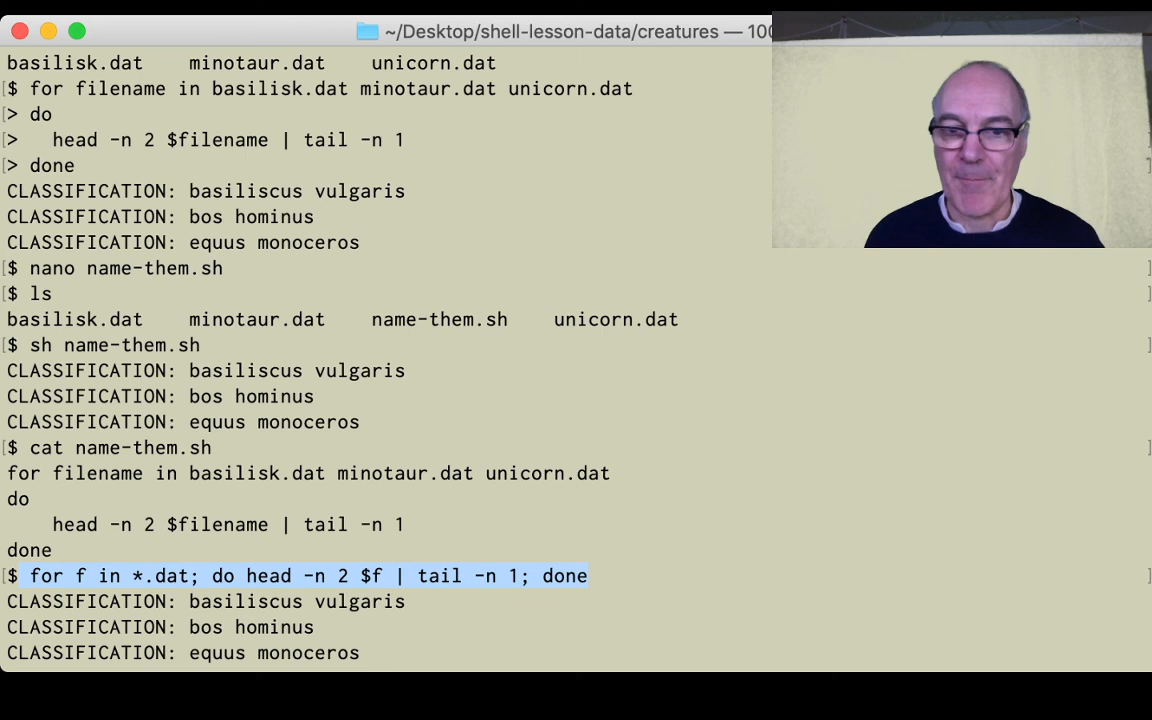 ~/Desktop/shell-lesson-data/creatures — 100
basilisk.dat    minotaur.dat    unicorn.dat
[$ for filename in basilisk.dat minotaur.dat unicorn.dat
[> do
[>   head -n 2 $filename | tail -n 1 ]
[> done ]
CLASSIFICATION: basiliscus vulgaris
CLASSIFICATION: bos hominus
CLASSIFICATION: equus monoceros
[$ nano name-them.sh ]
[$ ls ]
basilisk.dat    minotaur.dat    name-them.sh    unicorn.dat
[$ sh name-them.sh ]
CLASSIFICATION: basiliscus vulgaris
CLASSIFICATION: bos hominus
CLASSIFICATION: equus monoceros
[$ cat name-them.sh ]
for filename in basilisk.dat minotaur.dat unicorn.dat
do
    head -n 2 $filename | tail -n 1
done
[$ for f in *.dat; do head -n 2 $f | tail -n 1; done ]
CLASSIFICATION: basiliscus vulgaris
CLASSIFICATION: bos hominus
CLASSIFICATION: equus monoceros